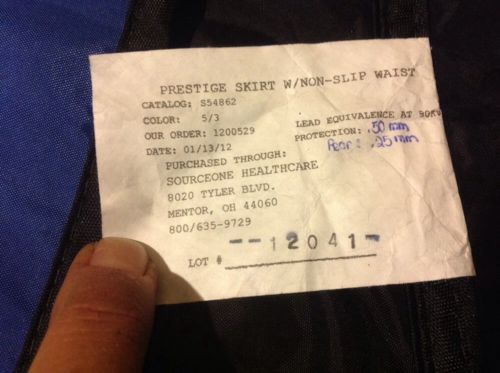 PRESTIGE SKIRT W/NON-SLIP WAIST
CATALOG: S54862
COLOR: 5/3
OUR ORDER: 1200529
DATE: 01/13/12
LEAD EQUIVALENCE AT 90KV
PROTECTION: .50 mm
Rear: .25 mm
PURCHASED THROUGH:
SOURCEONE HEALTHCARE
8020 TYLER BLVD.
MENTOR, OH 44060
800/635-9729
LOT # --12041-